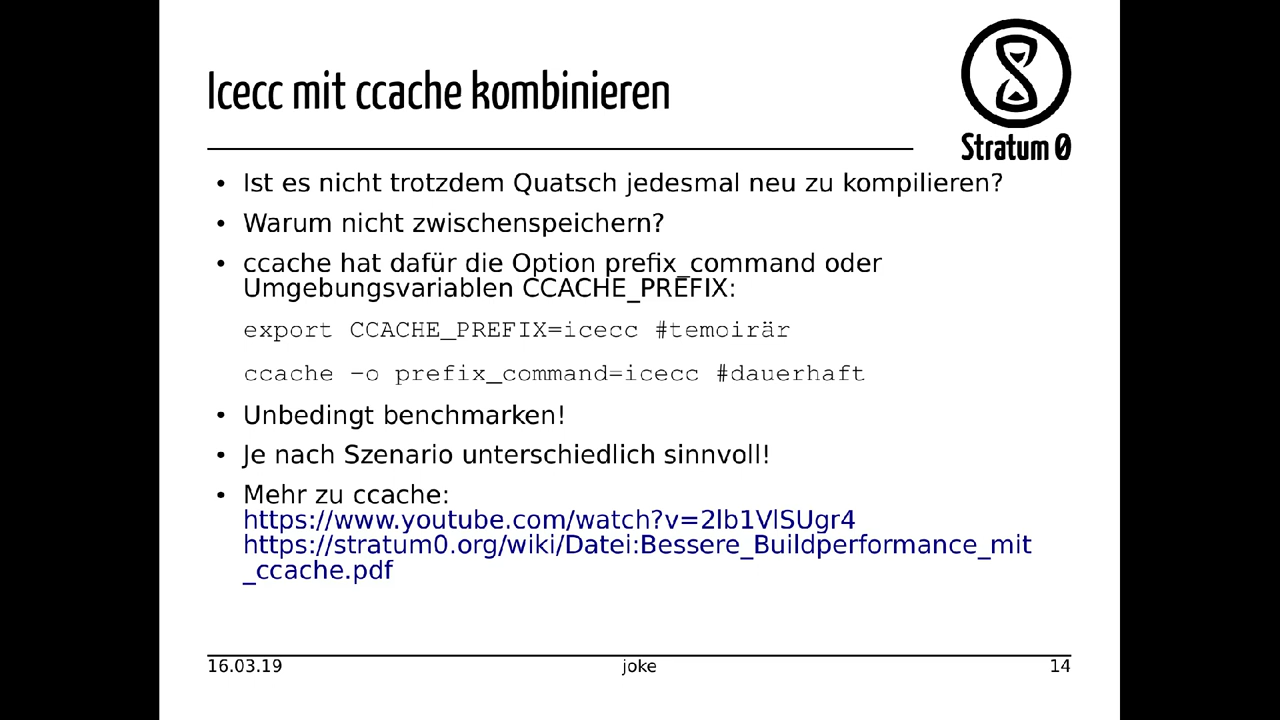 Icecc mit ccache kombinieren
Stratum 0
• Ist es nicht trotzdem Quatsch jedesmal neu zu kompilieren?
• Warum nicht zwischenspeichern?
• ccache hat dafür die Option prefix_command oder
Umgebungsvariablen CCACHE_PREFIX:
export CCACHE_PREFIX=icecc #temoirär
ccache -o prefix_command=icecc #dauerhaft
• Unbedingt benchmarken!
• Je nach Szenario unterschiedlich sinnvoll!
• Mehr zu ccache:
https://www.youtube.com/watch?v=2lb1VlSUgr4
https://stratum0.org/wiki/Datei:Bessere_Buildperformance_mit
_ccache.pdf
16.03.19
joke
14